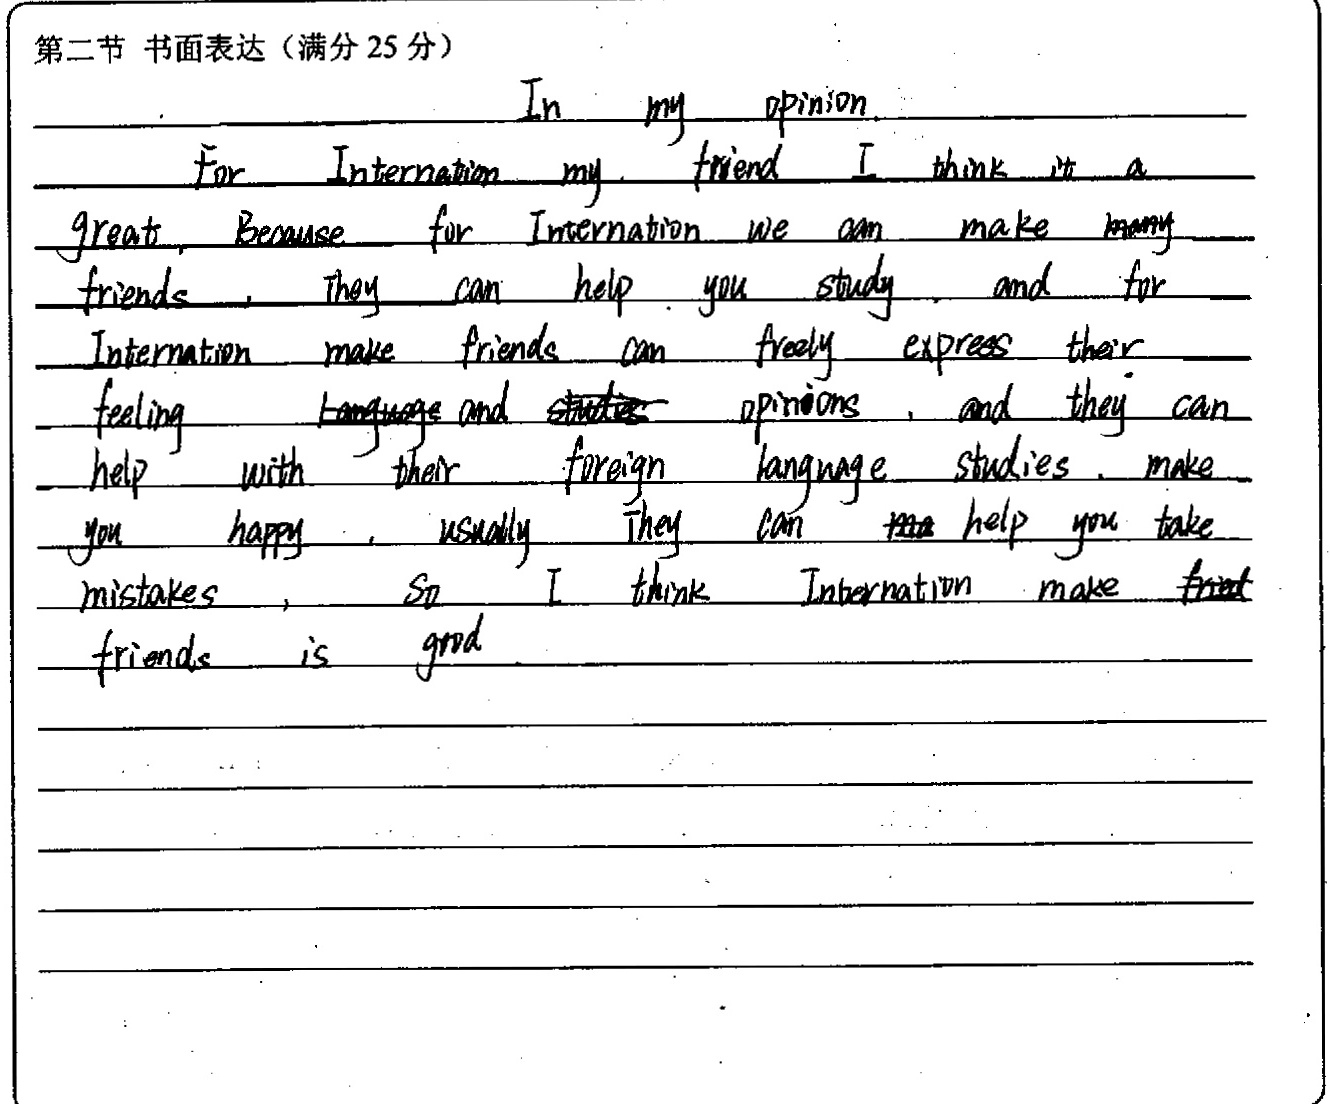 第二节 书面表达（满分 25 分）
In my opinion
For Internation my friend I think it a
great. Because for Internation we can make many
friends, They can help you study. and for
Internation make friends can freely express their
feeling Language and studies opinions, and they can
help with their foreign language studies. make
you happy. usually They can help you take
mistakes, So I think Internation make
friends is good.